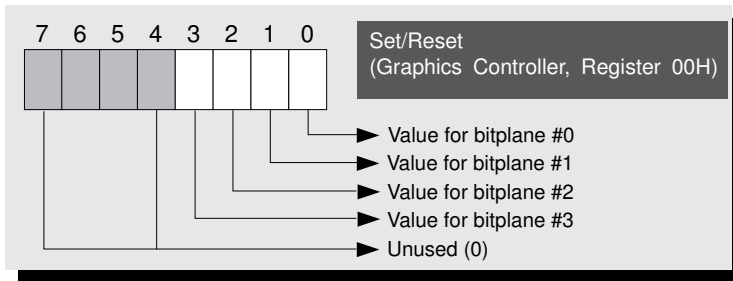 7 6 5 4 3 2 1 0
Set/Reset
(Graphics Controller, Register 00H)
Value for bitplane #0
Value for bitplane #1
Value for bitplane #2
Value for bitplane #3
Unused (0)